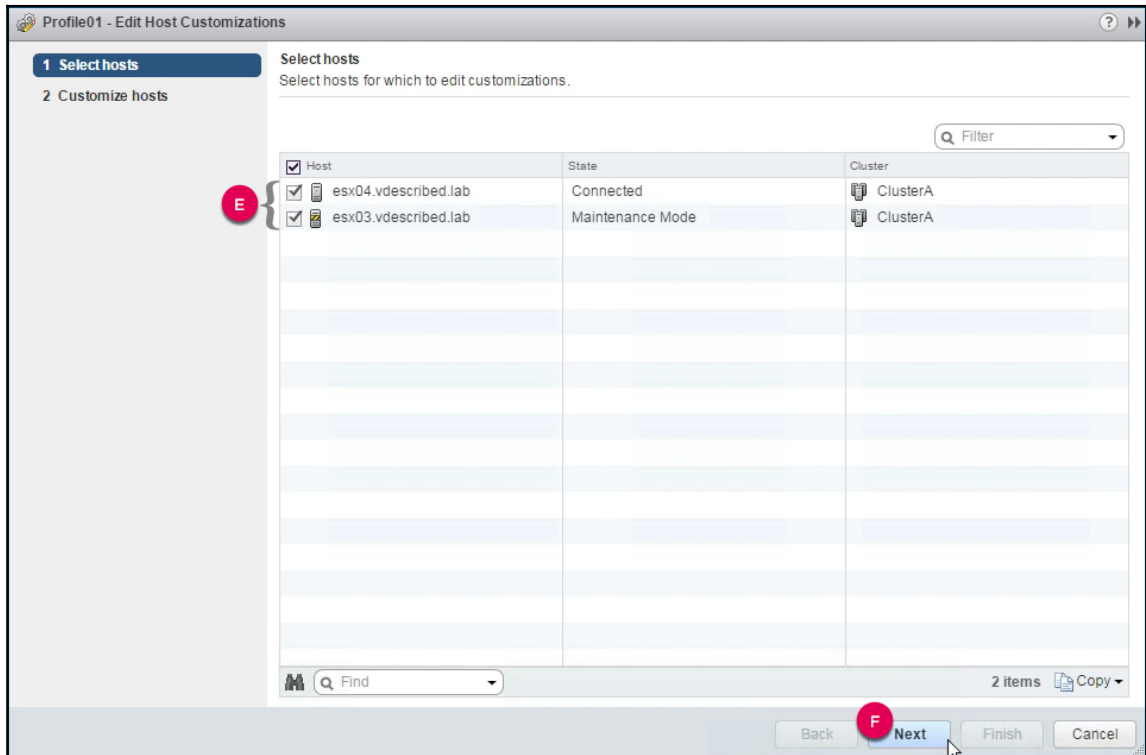 Profile01 - Edit Host Customizations ?
1 Select hosts
2 Customize hosts
Select hosts
Select hosts for which to edit customizations.
Filter
Host State Cluster
E
esx04.vdescribed.lab Connected ClusterA
esx03.vdescribed.lab Maintenance Mode ClusterA
Find 2 items Copy
F
Back Next Finish Cancel